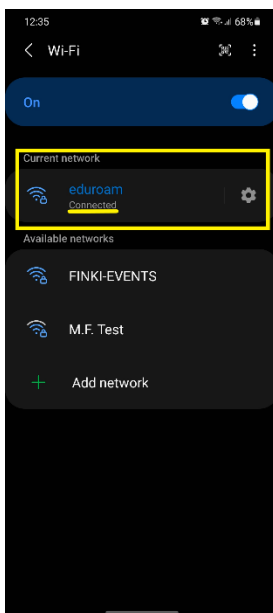 12:35 68%
Wi-Fi
On
Current network
eduroam
Connected
Available networks
FINKI-EVENTS
M.F. Test
Add network